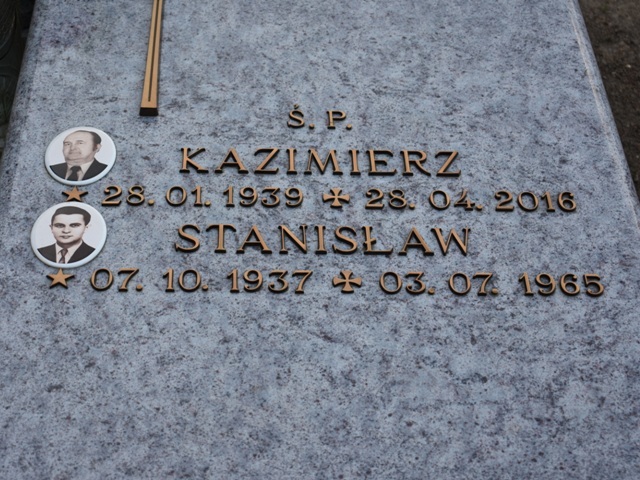 Ś. P.
KAZIMIERZ
★ 28. 01. 1939 ✠ 28. 04. 2016
STANISŁAW
★ 07. 10. 1937 ✠ 03. 07. 1965